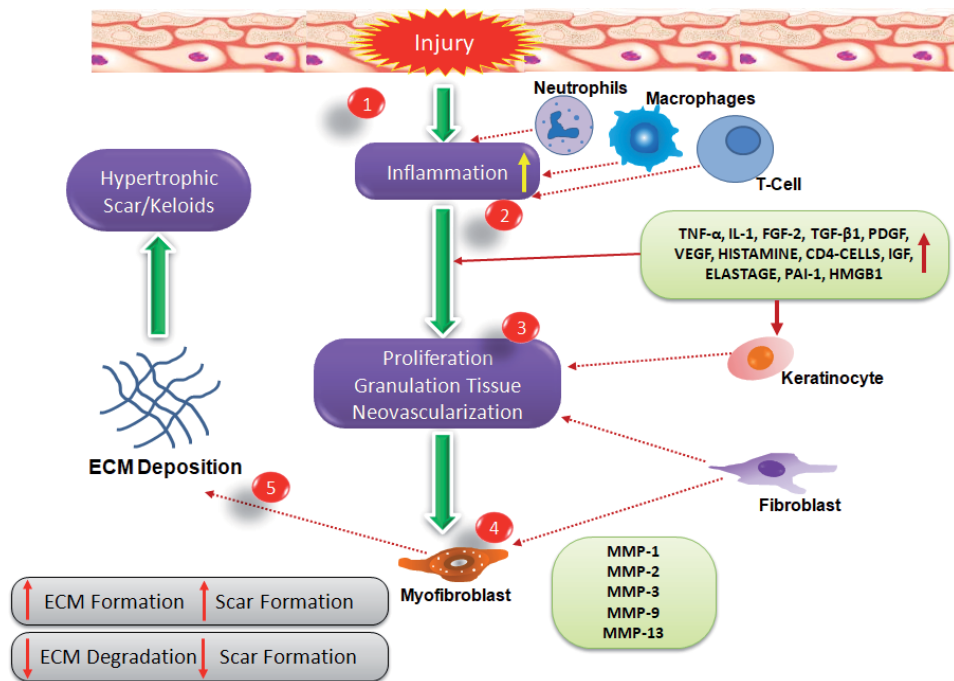 Injury
1
Neutrophils
Macrophages
T-Cell
Inflammation
Hypertrophic
Scar/Keloids
2
TNF-α, IL-1, FGF-2, TGF-β1, PDGF,
VEGF, HISTAMINE, CD4-CELLS, IGF,
ELASTAGE, PAI-1, HMGB1
3
Proliferation
Granulation Tissue
Neovascularization
Keratinocyte
ECM Deposition
5
Fibroblast
4
Myofibroblast
MMP-1
MMP-2
MMP-3
MMP-9
MMP-13
ECM Formation Scar Formation
ECM Degradation Scar Formation